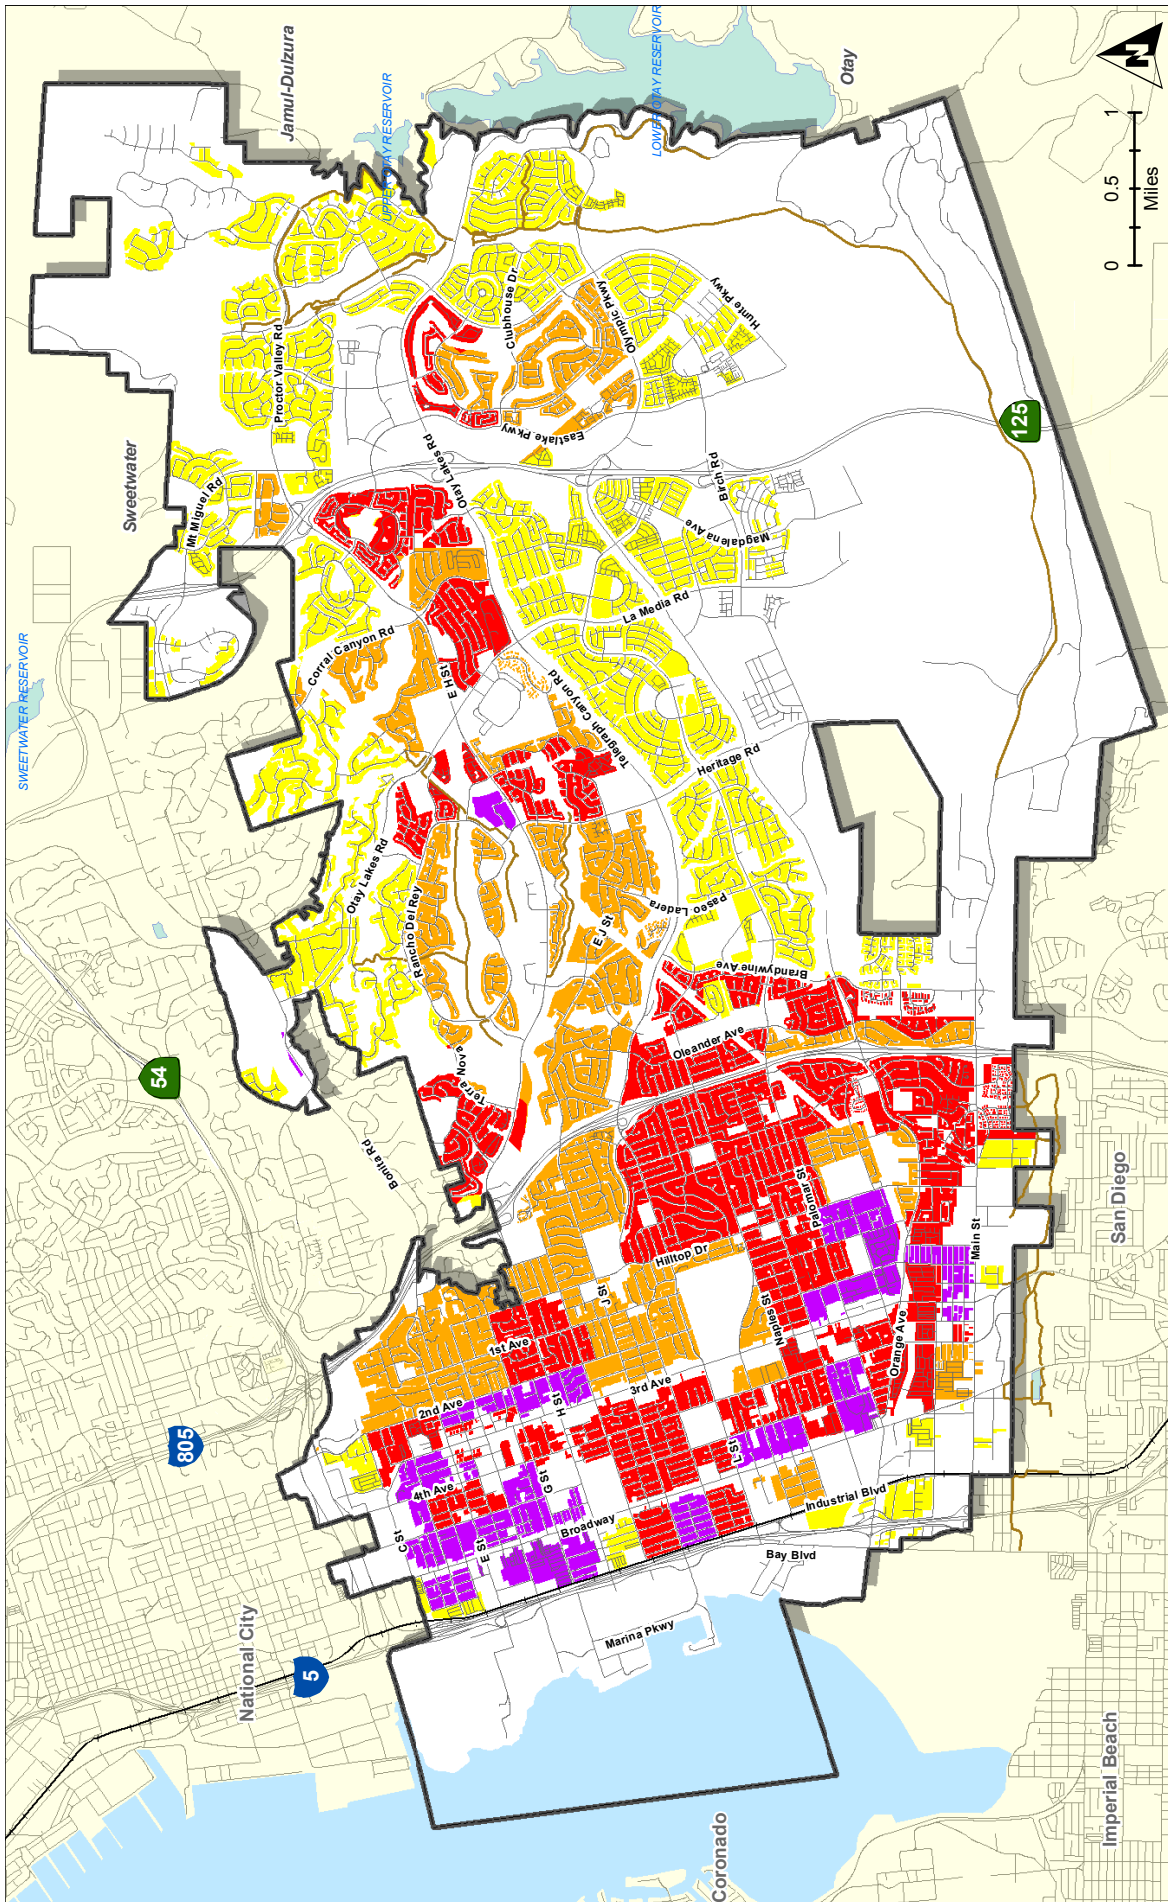 Jamul-Dulzura
UPPER OTAY RESERVOIR
LOWER OTAY RESERVOIR
Otay
N
0
0.5
1
Miles
Proctor Valley Rd
Clubhouse Dr
Olympic Pkwy
Hunte Pkwy
Eastlake Pkwy
Otay Lakes Rd
125
Sweetwater
Mt Miguel Rd
Birch Rd
Magdalena Ave
La Media Rd
SWEETWATER RESERVOIR
Corral Canyon Rd
E H St
Telegraph Canyon Rd
Heritage Rd
Otay Lakes Rd
Rancho Del Rey
Paseo Ladera
E J St
Brandywine Ave
54
Terra Nova
Oleander Ave
Bonita Rd
Palomar St
Main St
San Diego
Hilltop Dr
J St
Naples St
Orange Ave
1st Ave
2nd Ave
3rd Ave
H St
805
4th Ave
G St
L St
C St
E St
Broadway
Industrial Blvd
Bay Blvd
Marina Pkwy
National City
5
Coronado
Imperial Beach